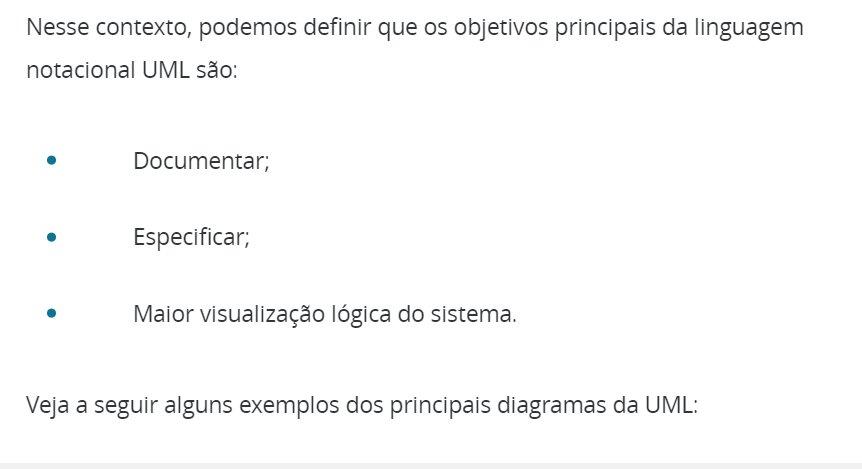 Nesse contexto, podemos definir que os objetivos principais da linguagem
notacional UML são:
• Documentar;
• Especificar;
• Maior visualização lógica do sistema.
Veja a seguir alguns exemplos dos principais diagramas da UML: